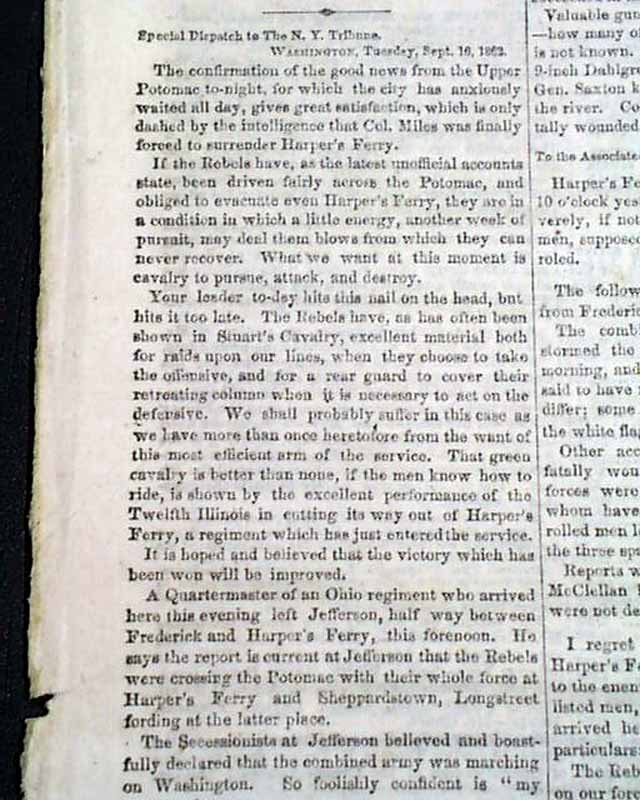 Special Dispatch to The N. Y. Tribune.
WASHINGTON, Tuesday, Sept. 16, 1862.
The confirmation of the good news from the Upper
Potomac to-night, for which the city has anxiously
waited all day, gives great satisfaction, which is only
dashed by the intelligence that Col. Miles was finally
forced to surrender Harper's Ferry.
If the Rebels have, as the latest unofficial accounts
state, been driven fairly across the Potomac, and
obliged to evacuate even Harper's Ferry, they are in
a condition in which a little energy, another week of
pursuit, may deal them blows from which they can
never recover. What we want at this moment is
cavalry to pursue, attack, and destroy.
Your leader to-day hits this nail on the head, but
hits it too late. The Rebels have, as has often been
shown in Stuart's Cavalry, excellent material both
for raids upon our lines, when they choose to take
the offensive, and for a rear guard to cover their
retreating column when it is necessary to act on the
defensive. We shall probably suffer in this case as
we have more than once heretofore from the want of
this most efficient arm of the service. That green
cavalry is better than none, if the men know how to
ride, is shown by the excellent performance of the
Twelfth Illinois in cutting its way out of Harper's
Ferry, a regiment which has just entered the service.
It is hoped and believed that the victory which has
been won will be improved.
A Quartermaster of an Ohio regiment who arrived
here this evening left Jefferson, half way between
Frederick and Harper's Ferry, this forenoon. He
says the report is current at Jefferson that the Rebels
were crossing the Potomac with their whole force at
Harper's Ferry and Sheppardstown, Longstreet
fording at the latter place.
The Secessionists at Jefferson believed and boast-
fully declared that the combined army was marching
on Washington. So foolishly confident is "my
Valuable gun
—how many of
is not known.
9-inch Dahlgre
Gen. Saxton k
the river. Co
tally wounded
To the Associate
Harper's Fe
10 o'clock yes
verely, if not
men, suppose
roled.
The follow
from Frederic
The comb
stormed the
morning, and
said to have
differ; some
the white flag
Other acc
fatally woun
forces were
whom have
rolled men l
the three sp
Reports w
McClellan
were not de
I regret
Harper's Fe
to the enem
listed men,
arrived he
particulars
The Reb
on our forc